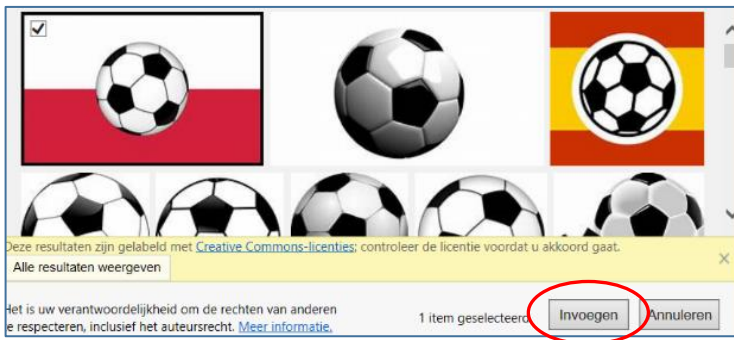 Deze resultaten zijn gelabeld met Creative Commons-licenties; controleer de licentie voordat u akkoord gaat.
Alle resultaten weergeven
Het is uw verantwoordelijkheid om de rechten van anderen
te respecteren, inclusief het auteursrecht. Meer informatie.
1 item geselecteerd
Invoegen
Annuleren